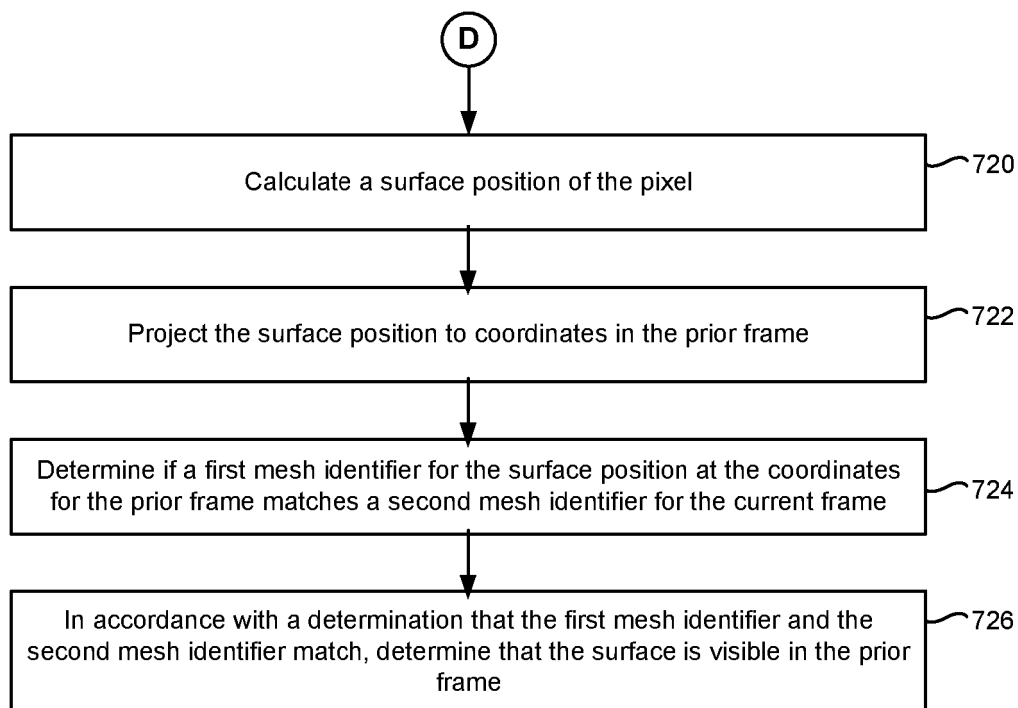 D
Calculate a surface position of the pixel
720
Project the surface position to coordinates in the prior frame
722
Determine if a first mesh identifier for the surface position at the coordinates
for the prior frame matches a second mesh identifier for the current frame
724
In accordance with a determination that the first mesh identifier and the
second mesh identifier match, determine that the surface is visible in the prior
frame
726